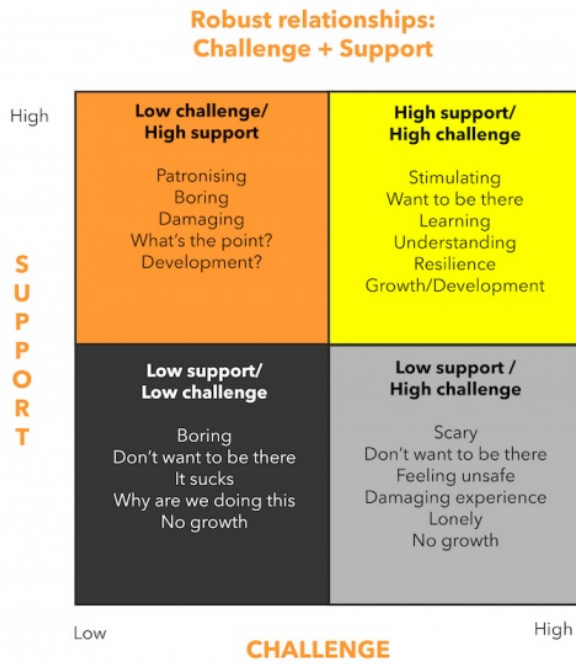 Robust relationships:
Challenge + Support
High
Low challenge/
High support
Patronising
Boring
Damaging
What's the point?
Development?
High support/
High challenge
Stimulating
Want to be there
Learning
Understanding
Resilience
Growth/Development
SUPPORT
Low support/
Low challenge
Boring
Don't want to be there
It sucks
Why are we doing this
No growth
Low support /
High challenge
Scary
Don't want to be there
Feeling unsafe
Damaging experience
Lonely
No growth
Low
High
CHALLENGE